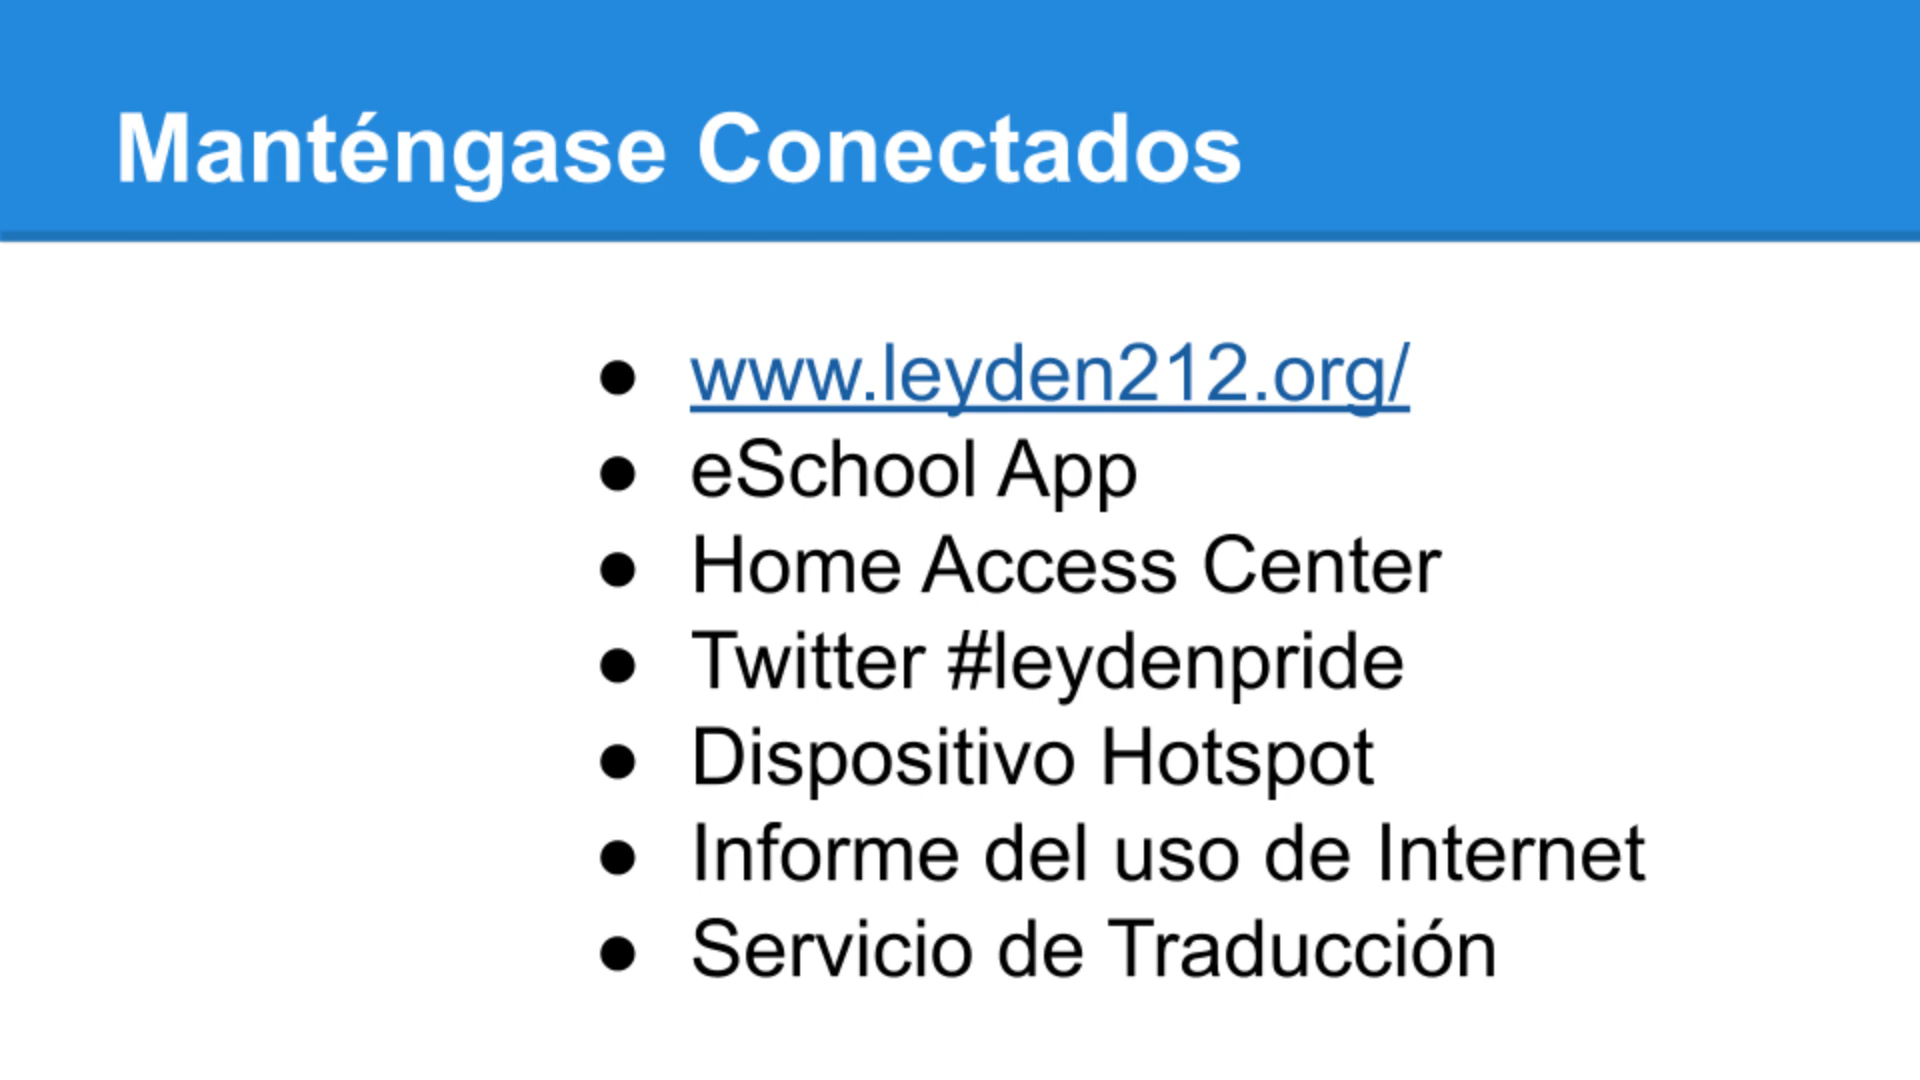 Manténgase Conectados
● www.leyden212.org/
● eSchool App
● Home Access Center
● Twitter #leydenpride
● Dispositivo Hotspot
● Informe del uso de Internet
● Servicio de Traducción